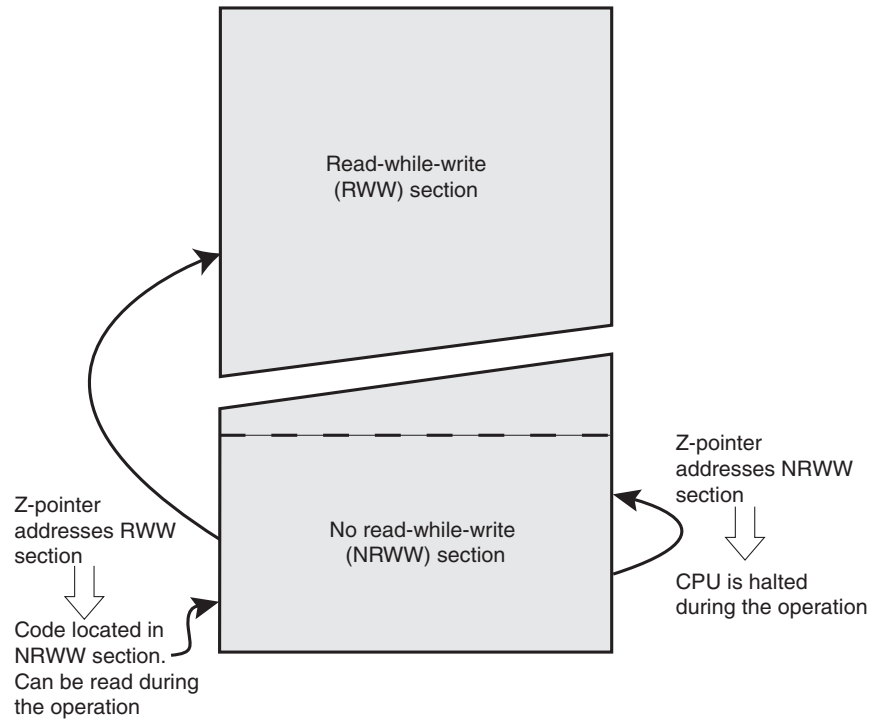 Read-while-write
(RWW) section
Z-pointer
addresses NRWW
section
No read-while-write
(NRWW) section
CPU is halted
during the operation
Z-pointer
addresses RWW
section
Code located in
NRWW section.
Can be read during
the operation